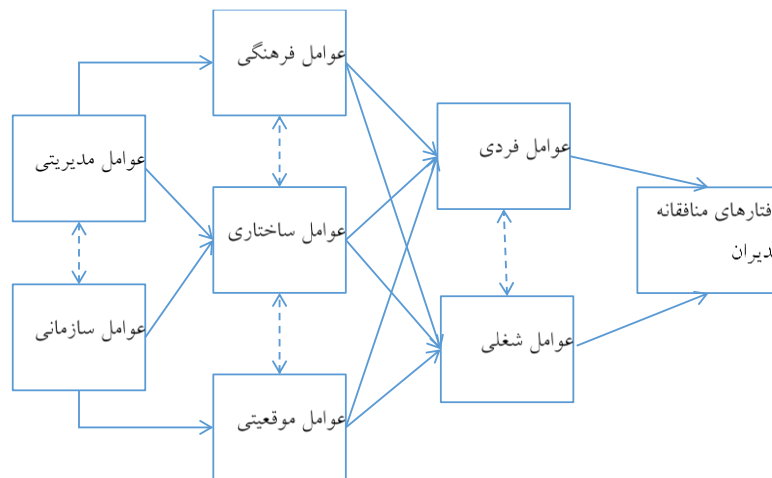 عوامل فرهنگی
عوامل مدیریتی
عوامل فردی
عوامل ساختاری
فتارهای منافقانه
دیران
عوامل سازمانی
عوامل شغلی
عوامل موقعیتی